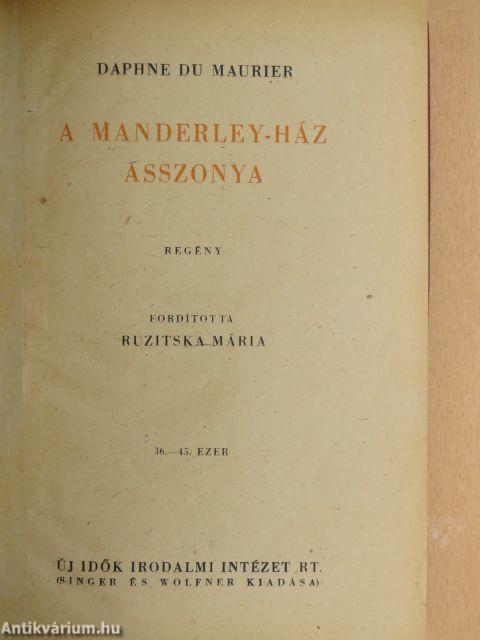 DAPHNE DU MAURIER
A MANDERLEY-HÁZ
ASSZONYA
REGÉNY
FORDÍTOTTA
RUZITSKA MÁRIA
36.—45. EZER
ÚJ IDŐK IRODALMI INTÉZET RT.
(SINGER ÉS WOLFNER KIADÁSA)
Antikvárium.hu